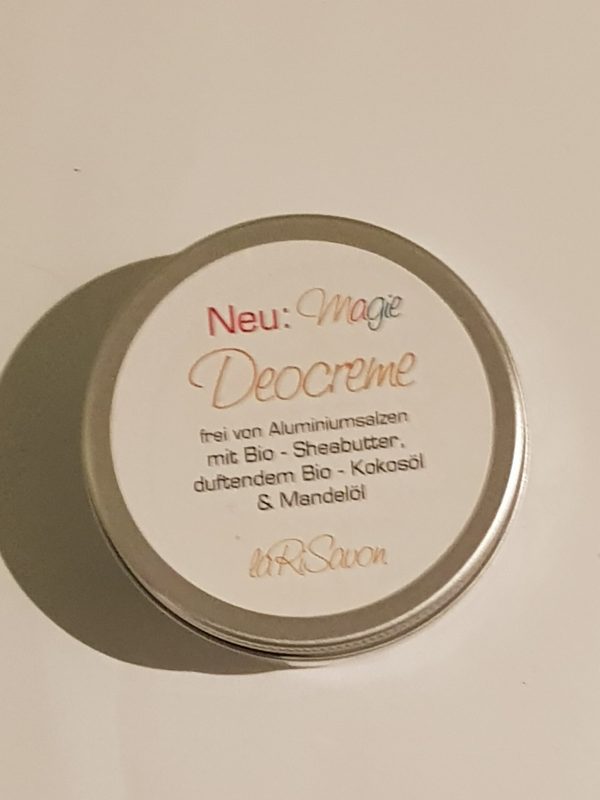 Neu: Magie
Deocreme
frei von Aluminiumsalzen
mit Bio - Sheabutter,
duftendem Bio - Kokosöl
& Mandelöl
laRiSavon